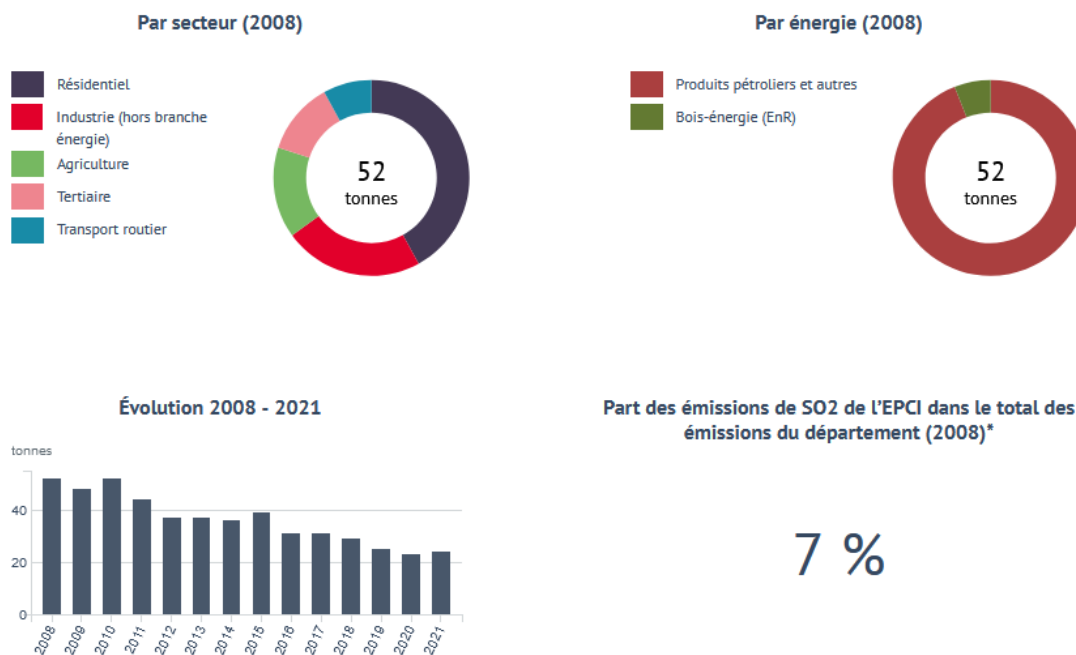 Par secteur (2008)
Résidentiel
Industrie (hors branche
énergie)
Agriculture
Tertiaire
Transport routier
52
tonnes
Par énergie (2008)
Produits pétroliers et autres
Bois-énergie (EnR)
52
tonnes
Évolution 2008 - 2021
tonnes
40
20
0
2008 2009 2010 2011 2012 2013 2014 2015 2016 2017 2018 2019 2020 2021
Part des émissions de SO2 de l'EPCI dans le total des
émissions du département (2008)*
7 %